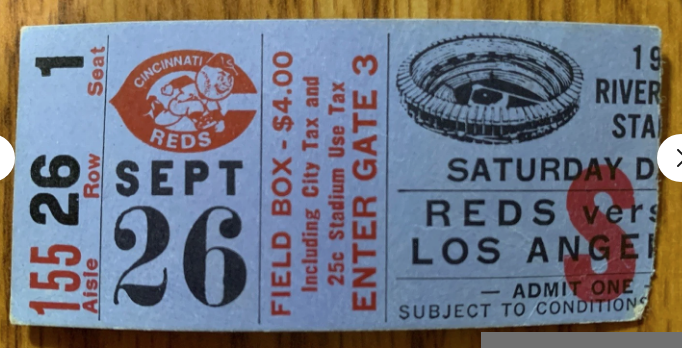 1
Seat
26
Row
155
Aisle
CINCINNATI
REDS
SEPT
26
FIELD BOX - $4.00
Including City Tax and
25c Stadium Use Tax
ENTER GATE 3
19
RIVER
STA
SATURDAY D
REDS vers
LOS ANGE
S
— ADMIT ONE -
SUBJECT TO CONDITIONS